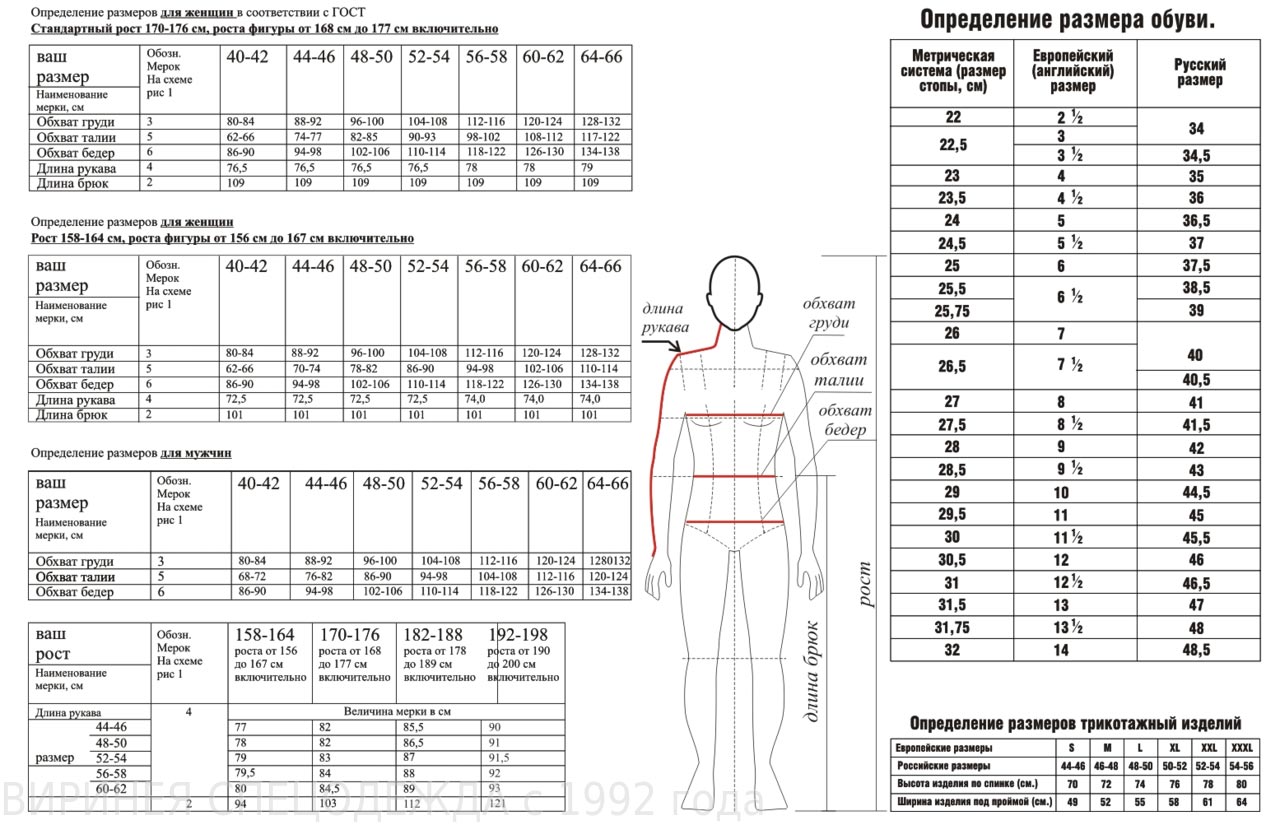 Определение размеров для женщин в соответствии с ГОСТ
Стандартный рост 170-176 см, роста фигуры от 168 см до 177 см включительно
ваш размер Обозн. Мерок На схеме рис 1 40-42 44-46 48-50 52-54 56-58 60-62 64-66
Наименование мерки, см
Обхват груди 3 80-84 88-92 96-100 104-108 112-116 120-124 128-132
Обхват талии 5 62-66 74-77 82-85 90-93 98-102 108-112 117-122
Обхват бедер 6 86-90 94-98 102-106 110-114 118-122 126-130 134-138
Длина рукава 4 76,5 76,5 76,5 76,5 78 78 79
Длина брюк 2 109 109 109 109 109 109 109
Определение размеров для женщин
Рост 158-164 см, роста фигуры от 156 см до 167 см включительно
ваш размер Обозн. Мерок На схеме рис 1 40-42 44-46 48-50 52-54 56-58 60-62 64-66
Наименование мерки, см
Обхват груди 3 80-84 88-92 96-100 104-108 112-116 120-124 128-132
Обхват талии 5 62-66 70-74 78-82 86-90 94-98 102-106 110-114
Обхват бедер 6 86-90 94-98 102-106 110-114 118-122 126-130 134-138
Длина рукава 4 72,5 72,5 72,5 72,5 74,0 74,0 74,0
Длина брюк 2 101 101 101 101 101 101 101
Определение размеров для мужчин
ваш размер Обозн. Мерок На схеме рис 1 40-42 44-46 48-50 52-54 56-58 60-62 64-66
Наименование мерки, см
Обхват груди 3 80-84 88-92 96-100 104-108 112-116 120-124 1280132
Обхват талии 5 68-72 76-82 86-90 94-98 104-108 112-116 120-124
Обхват бедер 6 86-90 94-98 102-106 110-114 118-122 126-130 134-138
ваш рост Обозн. Мерок На схеме рис 1 158-164 170-176 182-188 192-198
роста от 156 до 167 см включительно роста от 168 до 177 см включительно роста от 178 до 189 см включительно роста от 190 до 200 см включительно
Наименование мерки, см
Длина рукава 4 Величина мерки в см
44-46 77 82 85,5 90
48-50 78 82 86,5 91
размер 52-54 79 83 87 91,5
56-58 79,5 84 88 92
60-62 80 84,5 89 93
2 94 103 112 121
ВИРИНЕЯ СПЕЦОДЕЖДА с 1992 года
длина
рукава
обхват
груди
обхват
талии
обхват
бедер
рост
длина брюк
Определение размера обуви.
Метрическая система (размер стопы, см) Европейский (английский) размер Русский размер
22 2 ½ 34
22,5 3
3 ½ 34,5
23 4 35
23,5 4 ½ 36
24 5 36,5
24,5 5 ½ 37
25 6 37,5
25,5 6 ½ 38,5
25,75 39
26 7 40
26,5 7 ½ 40,5
27 8 41
27,5 8 ½ 41,5
28 9 42
28,5 9 ½ 43
29 10 44,5
29,5 11 45
30 11 ½ 45,5
30,5 12 46
31 12 ½ 46,5
31,5 13 47
31,75 13 ½ 48
32 14 48,5
Определение размеров трикотажный изделий
Европейские размеры S M L XL XXL XXXL
Российские размеры 44-46 46-48 48-50 50-52 52-54 54-56
Высота изделия по спинке (см.) 70 72 74 76 78 80
Ширина изделия под проймой (см.) 49 52 55 58 61 64